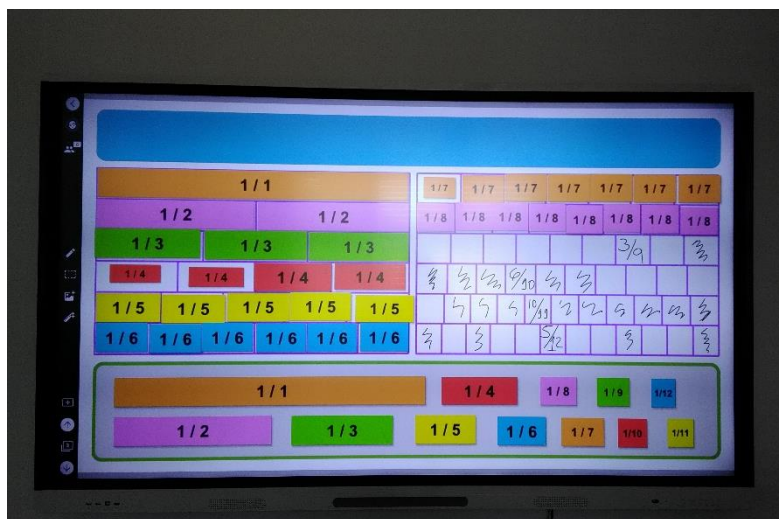 1 / 1
1 / 2 1 / 2
1 / 3 1 / 3 1 / 3
1 / 4 1 / 4 1 / 4 1 / 4
1 / 5 1 / 5 1 / 5 1 / 5 1 / 5
1 / 6 1 / 6 1 / 6 1 / 6 1 / 6 1 / 6
1 / 7 1 / 7 1 / 7 1 / 7 1 / 7 1 / 7 1 / 7
1 / 8 1 / 8 1 / 8 1 / 8 1 / 8 1 / 8 1 / 8 1 / 8
3/9
6/10
10/11
5/12
1 / 1 1 / 4 1 / 8 1 / 9 1/12
1 / 2 1 / 3 1 / 5 1 / 6 1 / 7 1/10 1/11